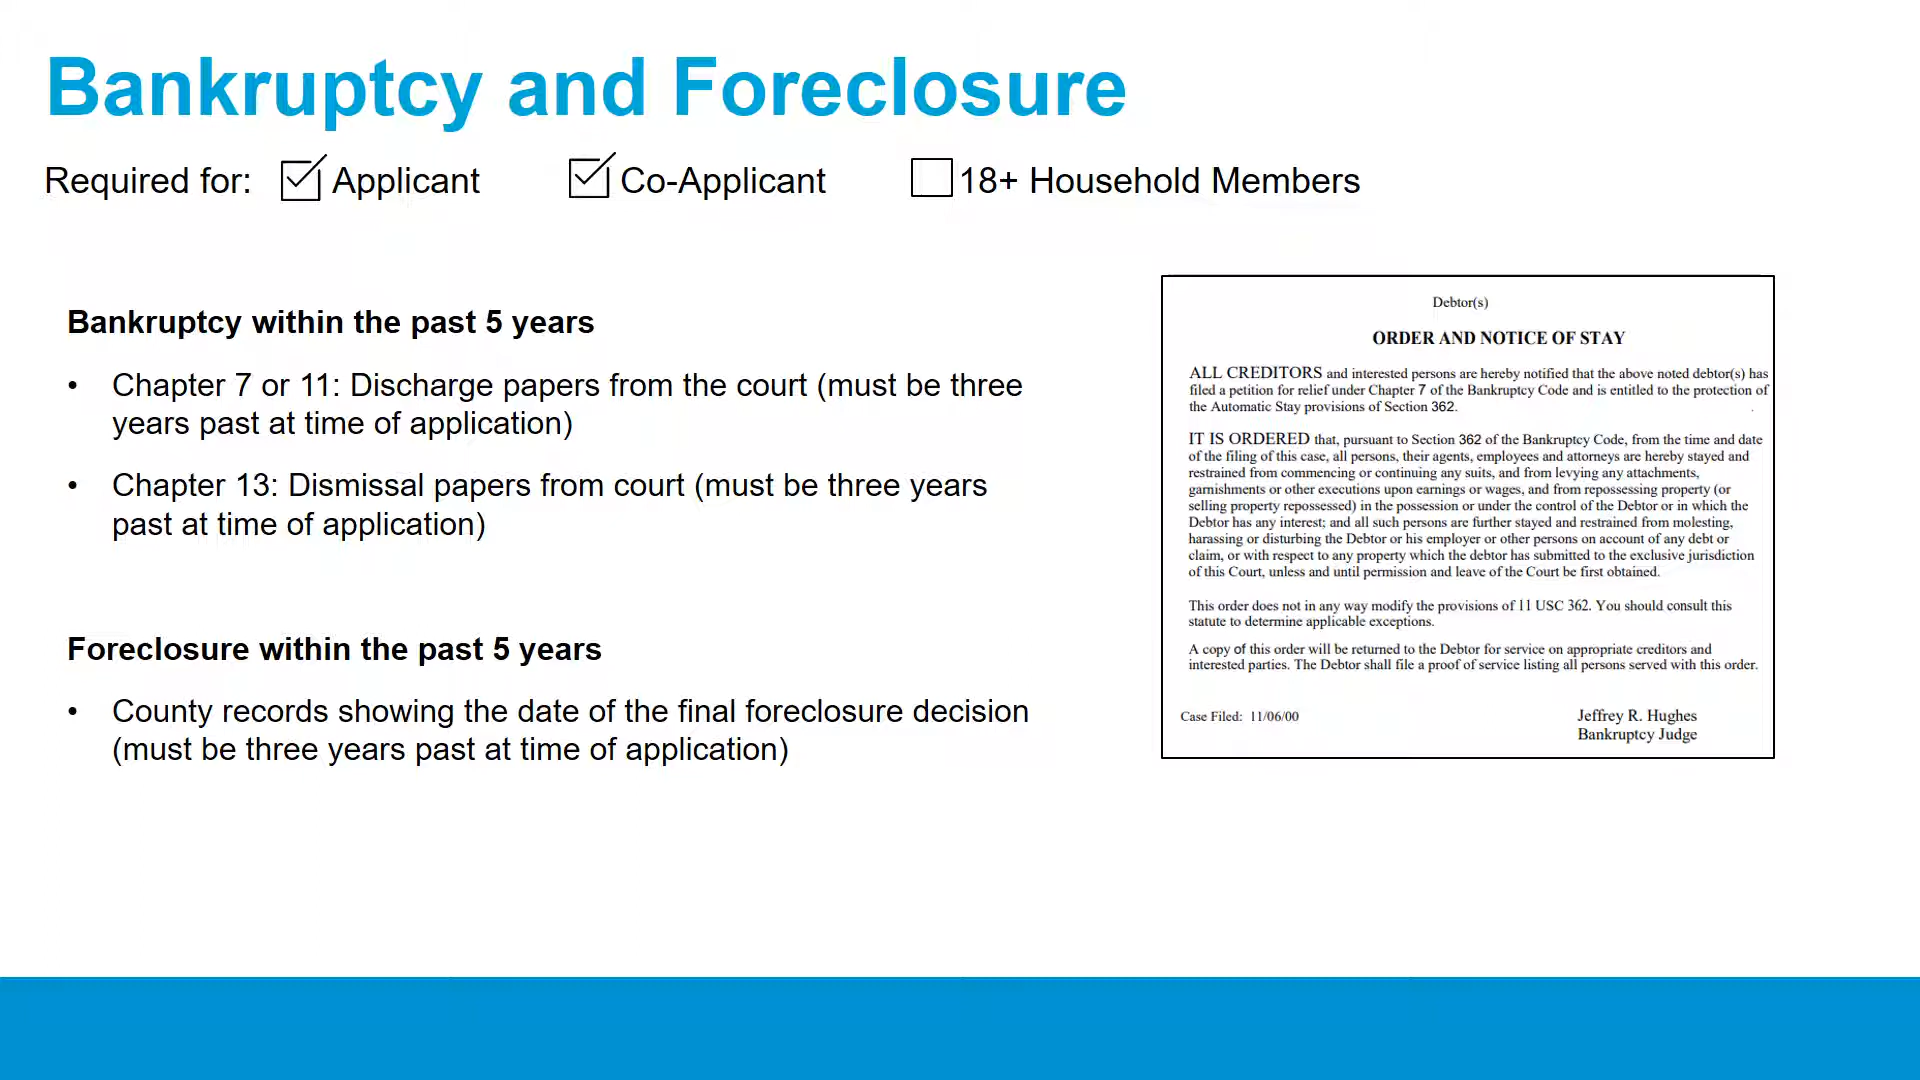 Bankruptcy and Foreclosure
Required for: Applicant Co-Applicant 18+ Household Members
Bankruptcy within the past 5 years
• Chapter 7 or 11: Discharge papers from the court (must be three
years past at time of application)
• Chapter 13: Dismissal papers from court (must be three years
past at time of application)
Foreclosure within the past 5 years
• County records showing the date of the final foreclosure decision
(must be three years past at time of application)
Debtor(s)
ORDER AND NOTICE OF STAY
ALL CREDITORS and interested persons are hereby notified that the above noted debtor(s) has
filed a petition for relief under Chapter 7 of the Bankruptcy Code and is entitled to the protection of
the Automatic Stay provisions of Section 362.
IT IS ORDERED that, pursuant to Section 362 of the Bankruptcy Code, from the time and date
of the filing of this case, all persons, their agents, employees and attorneys are hereby stayed and
restrained from commencing or continuing any suits, and from levying any attachments,
garnishments or other executions upon earnings or wages, and from repossessing property (or
selling property repossessed) in the possession or under the control of the Debtor or in which the
Debtor has any interest; and all such persons are further stayed and restrained from molesting,
harassing or disturbing the Debtor or his employer or other persons on account of any debt or
claim, or with respect to any property which the debtor has submitted to the exclusive jurisdiction
of this Court, unless and until permission and leave of the Court be first obtained.
This order does not in any way modify the provisions of 11 USC 362. You should consult this
statute to determine applicable exceptions.
A copy of this order will be returned to the Debtor for service on appropriate creditors and
interested parties. The Debtor shall file a proof of service listing all persons served with this order.
Case Filed: 11/06/00
Jeffrey R. Hughes
Bankruptcy Judge